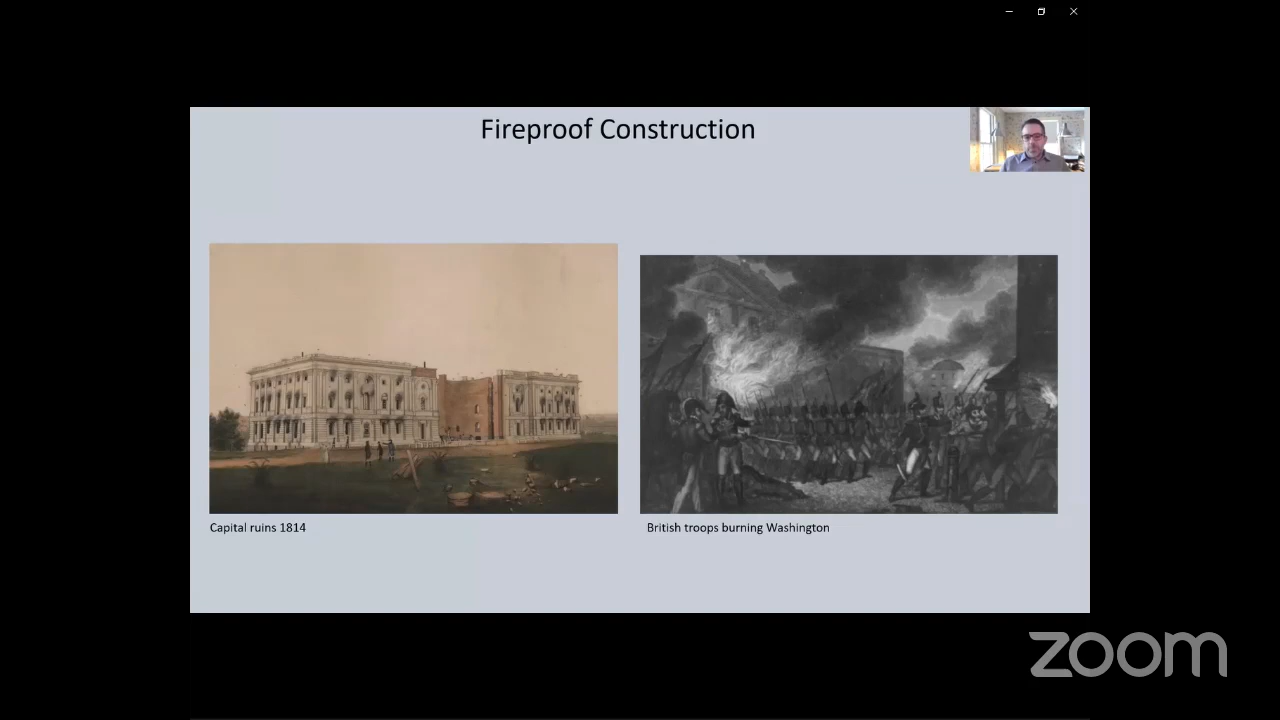 Fireproof Construction
Capital ruins 1814
British troops burning Washington
zoom